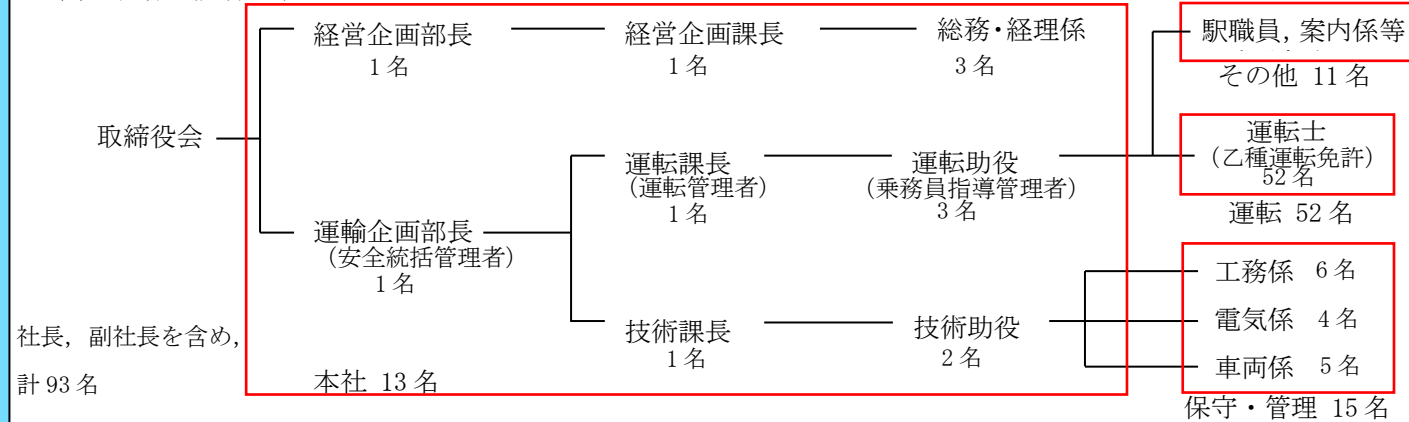 経営企画部長
1名
経営企画課長
1名
総務・経理係
3名
駅職員，案内係等
その他 11名
取締役会
運輸企画部長
（安全統括管理者）
1名
運転課長
（運転管理者）
1名
運転助役
（乗務員指導管理者）
3名
運転士
（乙種運転免許）
52名
運転 52名
技術課長
1名
技術助役
2名
工務係 6名
電気係 4名
車両係 5名
保守・管理 15名
本社 13名
社長，副社長を含め，
計93名